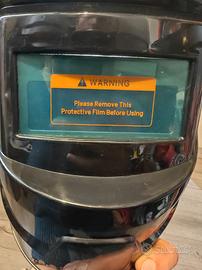 WARNING
Please Remove This
Protective Film Before Using